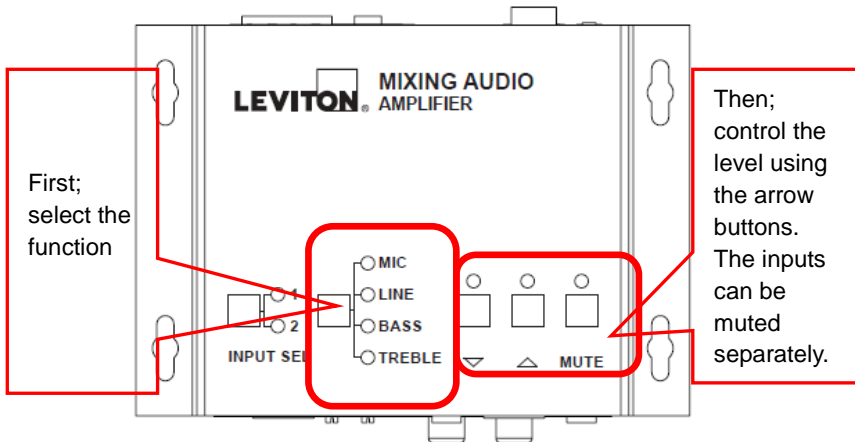 LEVITON®
MIXING AUDIO
AMPLIFIER
First;
select the
function
Then;
control the
level using
the arrow
buttons.
The inputs
can be
muted
separately.
MIC
1
LINE
2
BASS
INPUT SEL
TREBLE
MUTE